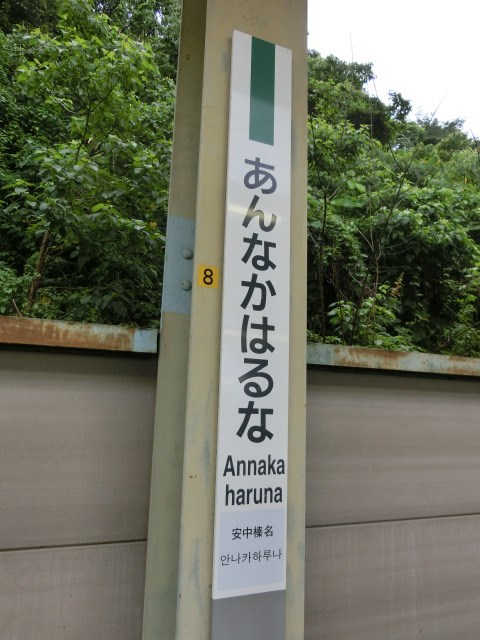 8
あんなかはるな
Annaka
haruna
安中榛名
안나카하루나